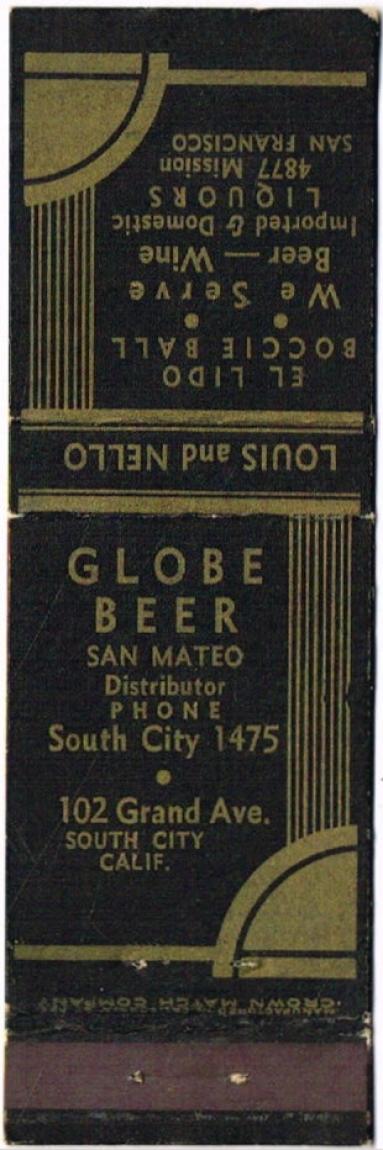 EL LIDO
BOCCIE BALL
We Serve
Beer — Wine
Imported & Domestic
LIQUORS
4877 Mission
SAN FRANCISCO
LOUIS and NELLO
GLOBE
BEER
SAN MATEO
Distributor
PHONE
South City 1475
102 Grand Ave.
SOUTH CITY
CALIF.
CROWN MATCH COMPANY